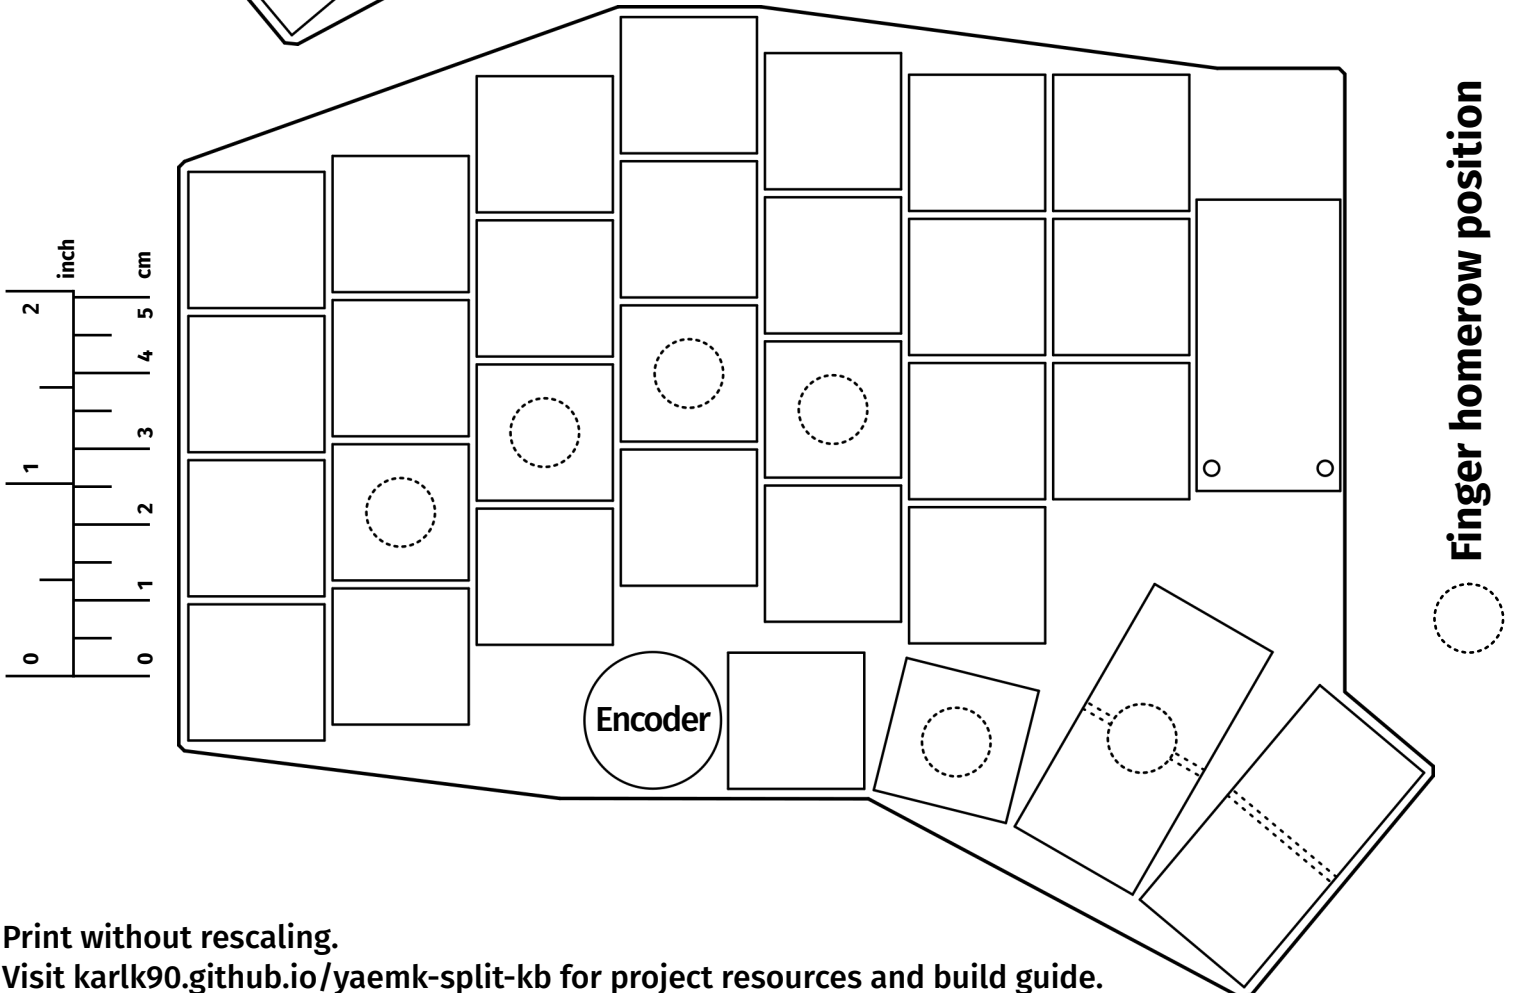 inch
cm
2
1
0
5
4
3
2
1
0
Encoder
Finger homerow position
Print without rescaling.
Visit karlk90.github.io/yaemk-split-kb for project resources and build guide.